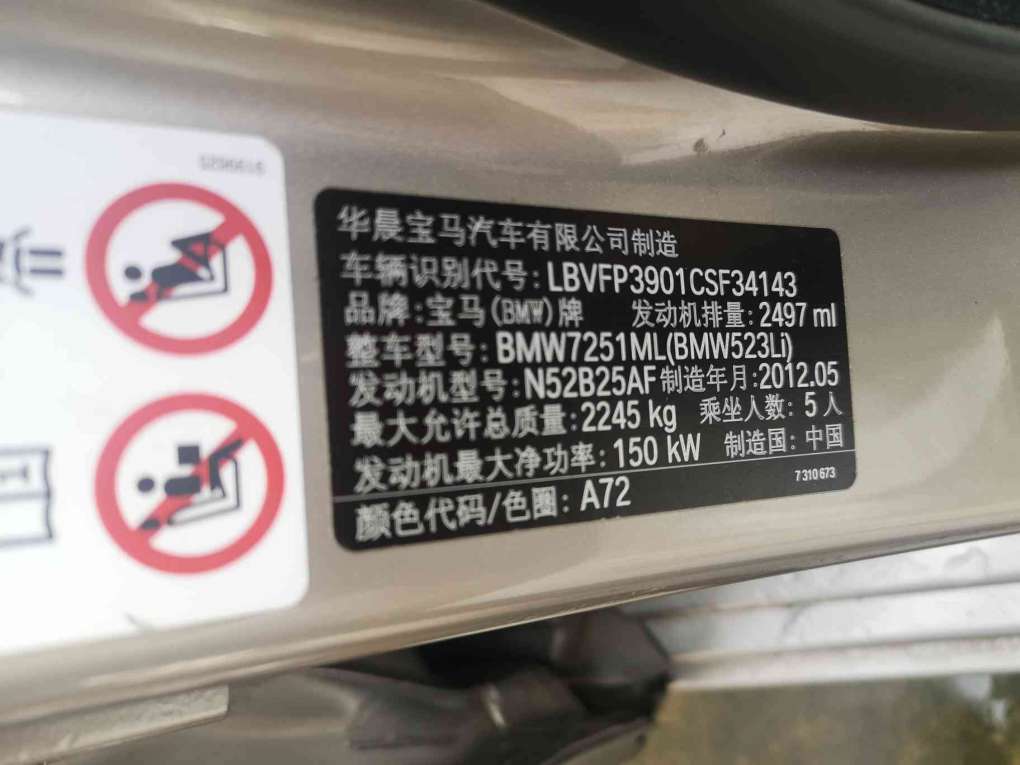 华晨宝马汽车有限公司制造
车辆识别代号: LBVFP3901CSF34143
品牌: 宝马(BMW)牌 发动机排量: 2497 ml
整车型号: BMW7251ML(BMW523Li)
发动机型号: N52B25AF 制造年月: 2012.05
最大允许总质量: 2245 kg 乘坐人数: 5人
发动机最大净功率: 150 kW 制造国: 中国
7 310 673
颜色代码/色圈: A72